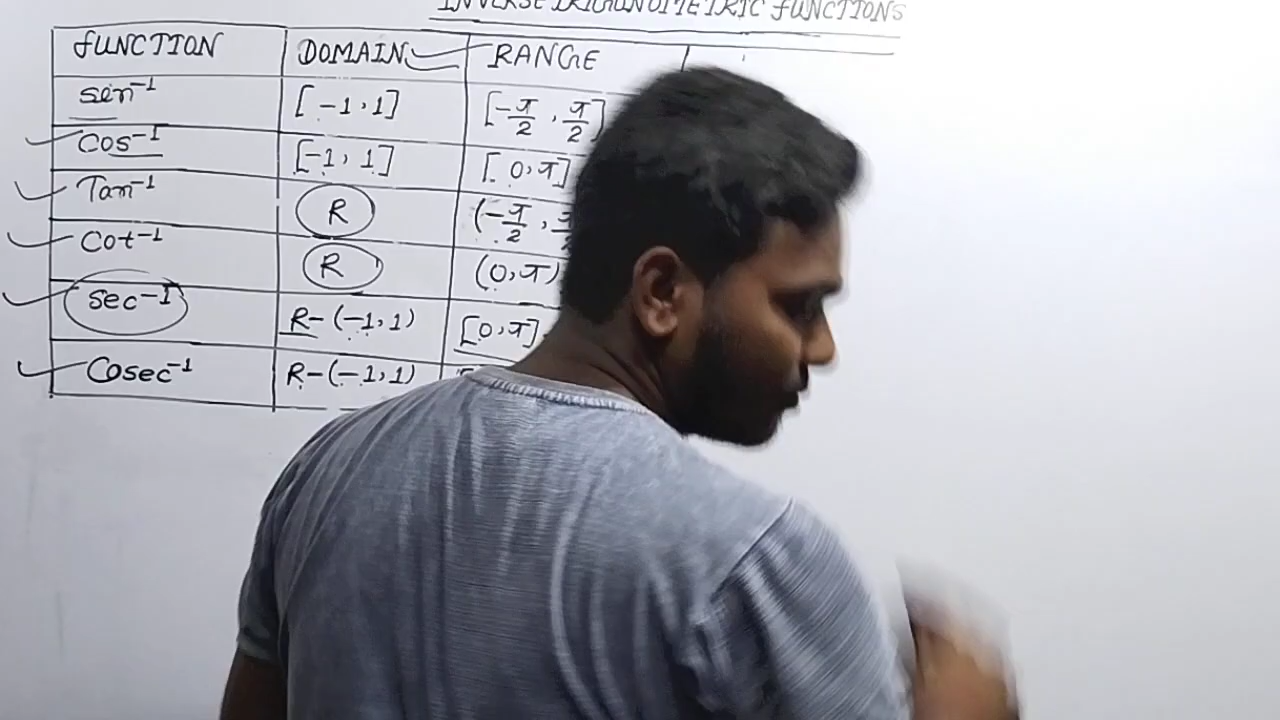 INVERSE TRIGONOMETRIC FUNCTIONS
FUNCTION DOMAIN RANGE
sin⁻¹ [-1,1] [-π/2, π/2]
Cos⁻¹ [-1, 1] [0,π]
Tan⁻¹ R (-π/2,
Cot⁻¹ R (0,π)
sec⁻¹ R-(-1,1) [0,π]
Cosec⁻¹ R-(-1,1)